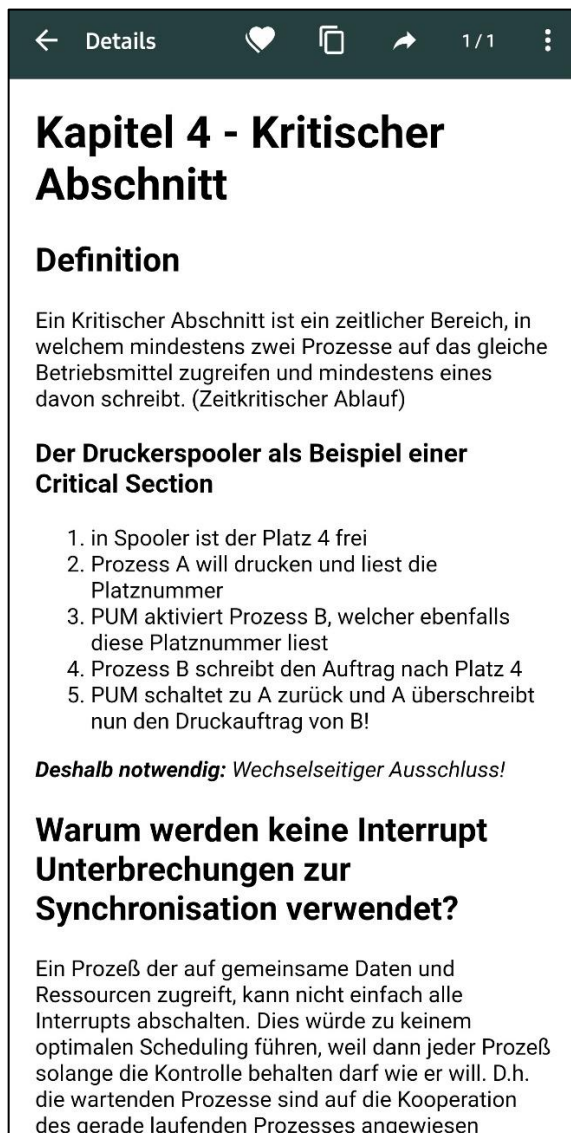 Details 1/1
Kapitel 4 - Kritischer
Abschnitt
Definition
Ein Kritischer Abschnitt ist ein zeitlicher Bereich, in
welchem mindestens zwei Prozesse auf das gleiche
Betriebsmittel zugreifen und mindestens eines
davon schreibt. (Zeitkritischer Ablauf)
Der Druckerspooler als Beispiel einer
Critical Section
1. in Spooler ist der Platz 4 frei
2. Prozess A will drucken und liest die
Platznummer
3. PUM aktiviert Prozess B, welcher ebenfalls
diese Platznummer liest
4. Prozess B schreibt den Auftrag nach Platz 4
5. PUM schaltet zu A zurück und A überschreibt
nun den Druckauftrag von B!
Deshalb notwendig: Wechselseitiger Ausschluss!
Warum werden keine Interrupt
Unterbrechungen zur
Synchronisation verwendet?
Ein Prozeß der auf gemeinsame Daten und
Ressourcen zugreift, kann nicht einfach alle
Interrupts abschalten. Dies würde zu keinem
optimalen Scheduling führen, weil dann jeder Prozeß
solange die Kontrolle behalten darf wie er will. D.h.
die wartenden Prozesse sind auf die Kooperation
des gerade laufenden Prozesses angewiesen